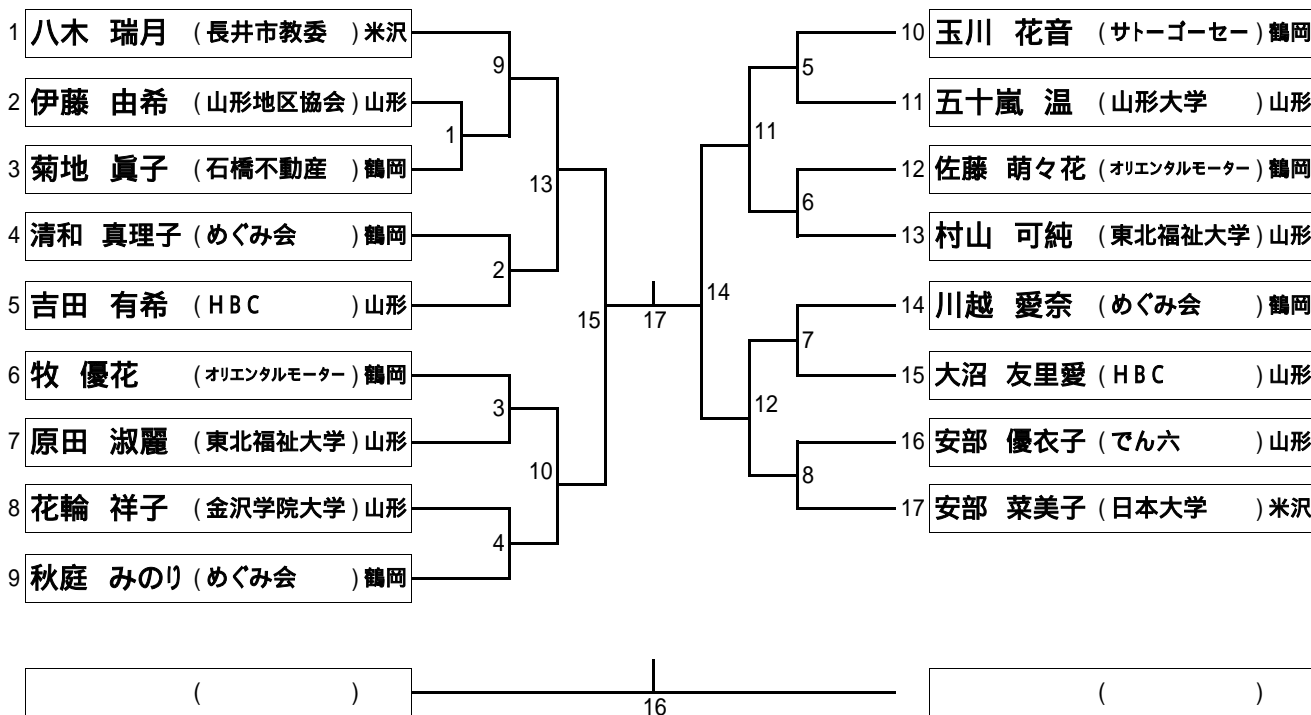 1 八木 瑞月 (長井市教委 ) 米沢
2 伊藤 由希 (山形地区協会) 山形
3 菊地 眞子 (石橋不動産 ) 鶴岡
4 清和 真理子 (めぐみ会 ) 鶴岡
5 吉田 有希 (HBC ) 山形
6 牧 優花 (オリエンタルモーター) 鶴岡
7 原田 淑麗 (東北福祉大学) 山形
8 花輪 祥子 (金沢学院大学) 山形
9 秋庭 みのり (めぐみ会 ) 鶴岡
9
1
13
2
15
3
10
4
17
14
5
11
6
7
12
8
10 玉川 花音 (サトーゴーセー) 鶴岡
11 五十嵐 温 (山形大学 ) 山形
12 佐藤 萌々花 (オリエンタルモーター) 鶴岡
13 村山 可純 (東北福祉大学) 山形
14 川越 愛奈 (めぐみ会 ) 鶴岡
15 大沼 友里愛 (HBC ) 山形
16 安部 優衣子 (でん六 ) 山形
17 安部 菜美子 (日本大学 ) 米沢
( )
16
( )